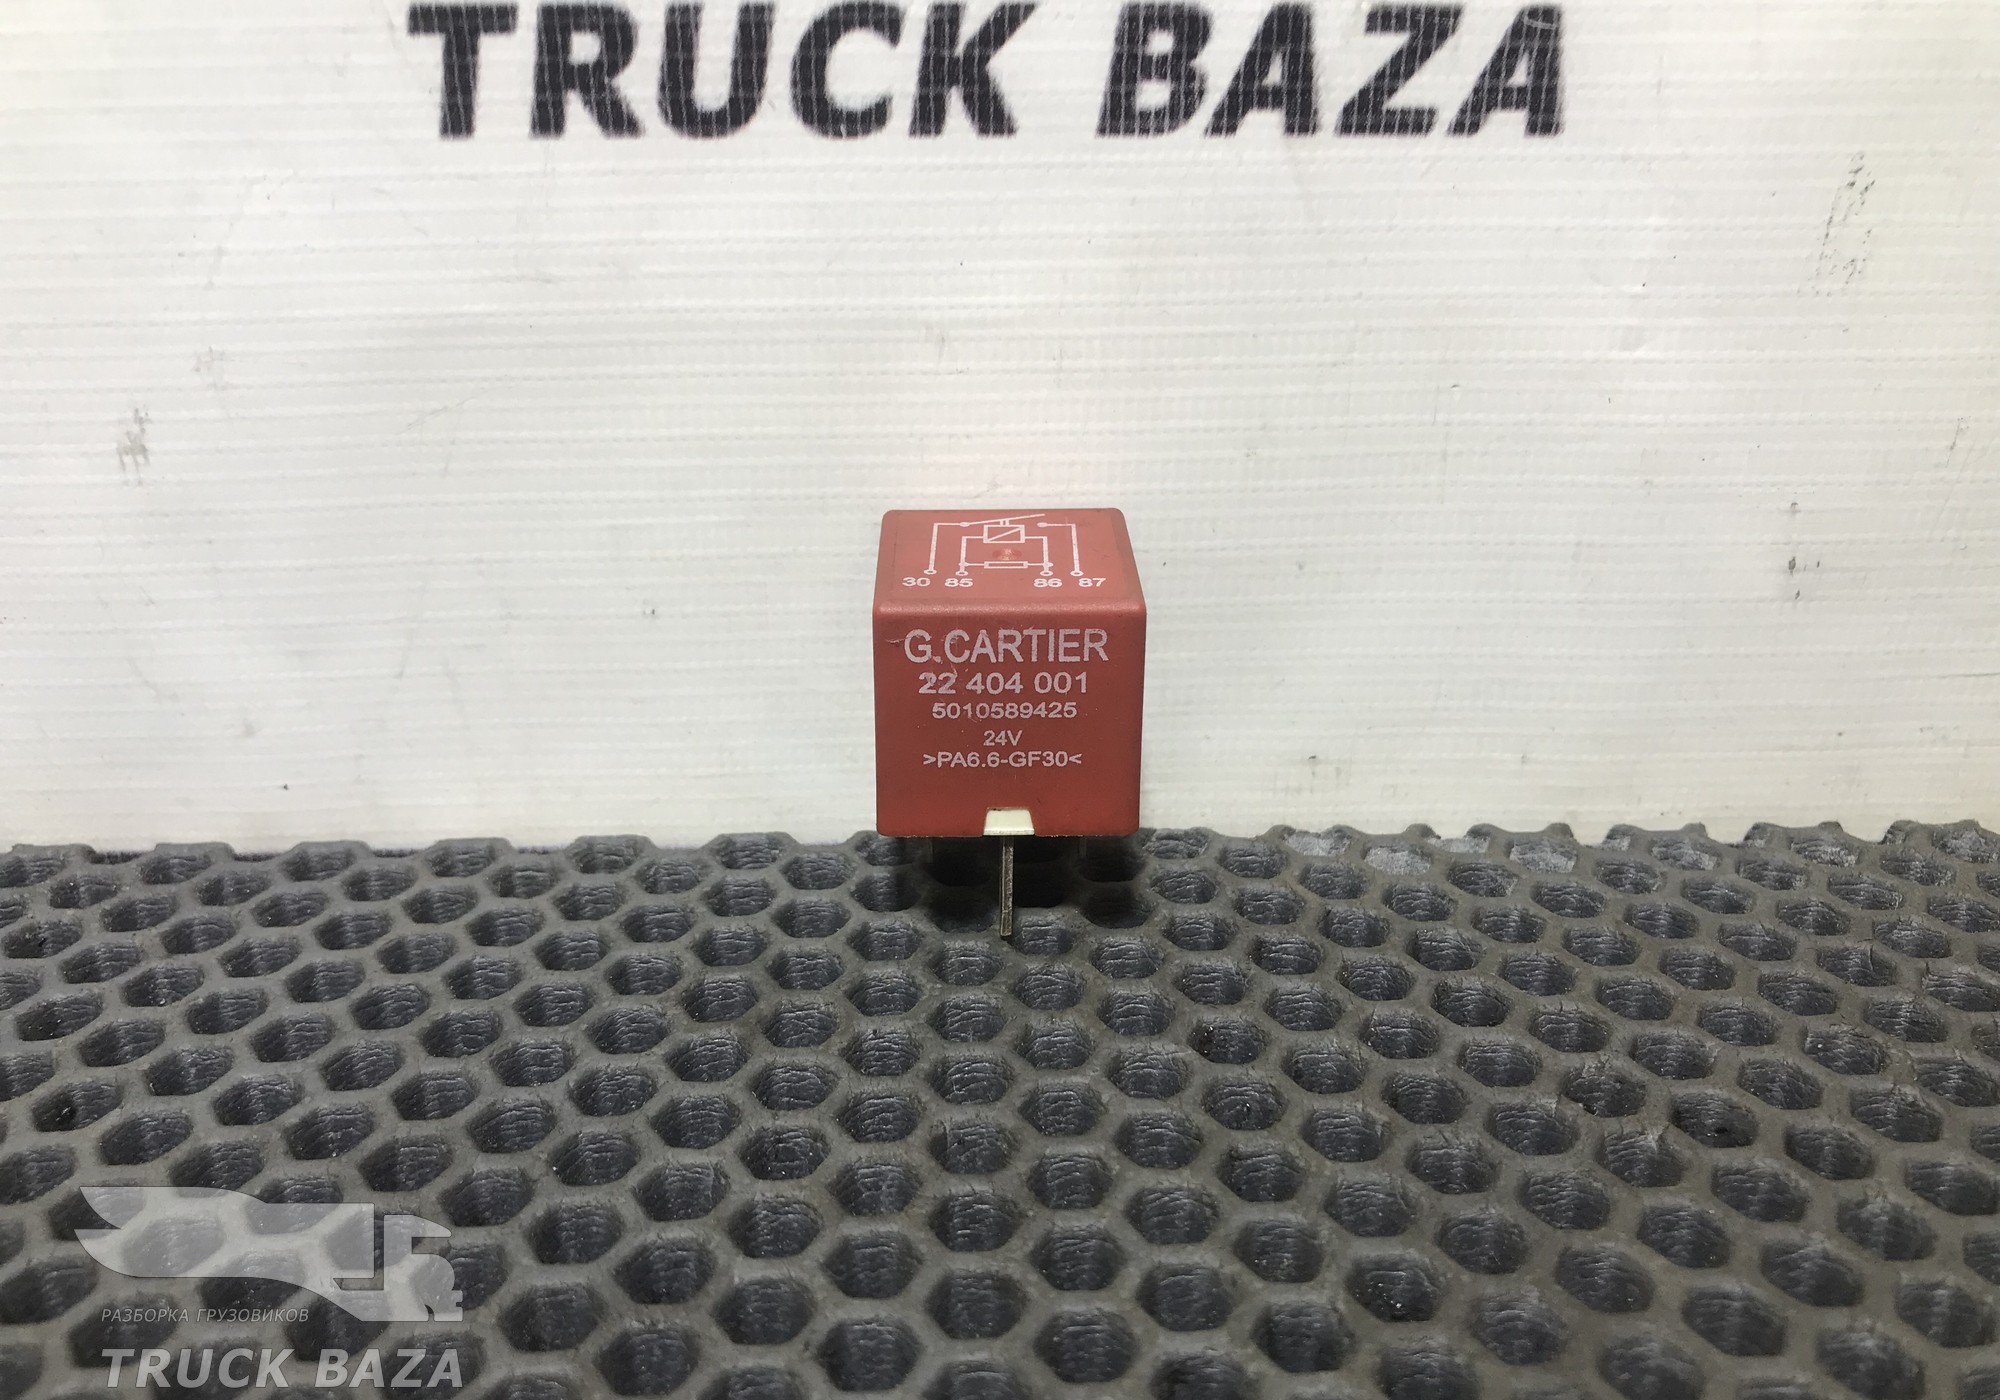 TRUCK BAZA
30 85 86 87
G.CARTIER
22 404 001
5010589425
24V
>PA6.6-GF30<
РАЗБОРКА ГРУЗОВИКОВ
TRUCK BAZA